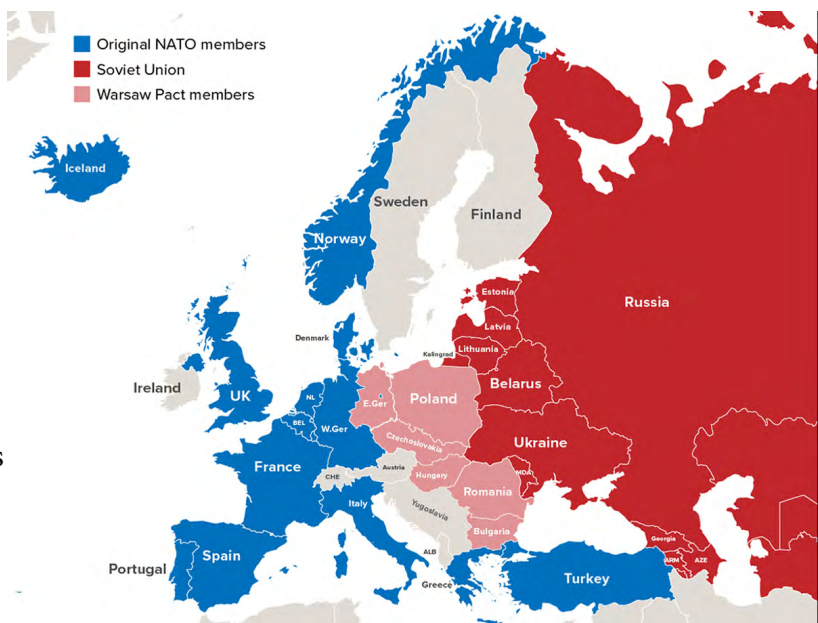 Original NATO members
Soviet Union
Warsaw Pact members
Iceland
Sweden
Finland
Norway
Russia
Estonia
Latvia
Lithuania
Denmark
Kalingrad
Belarus
Ireland
UK
NL
E.Ger
Poland
BEL
W.Ger
Czechoslovakia
Ukraine
France
Austria
CHE
Hungary
MDA
Romania
Italy
Yugoslavia
Bulgaria
Georgia
ALB
ARM
AZE
Spain
Portugal
Greece
Turkey
s